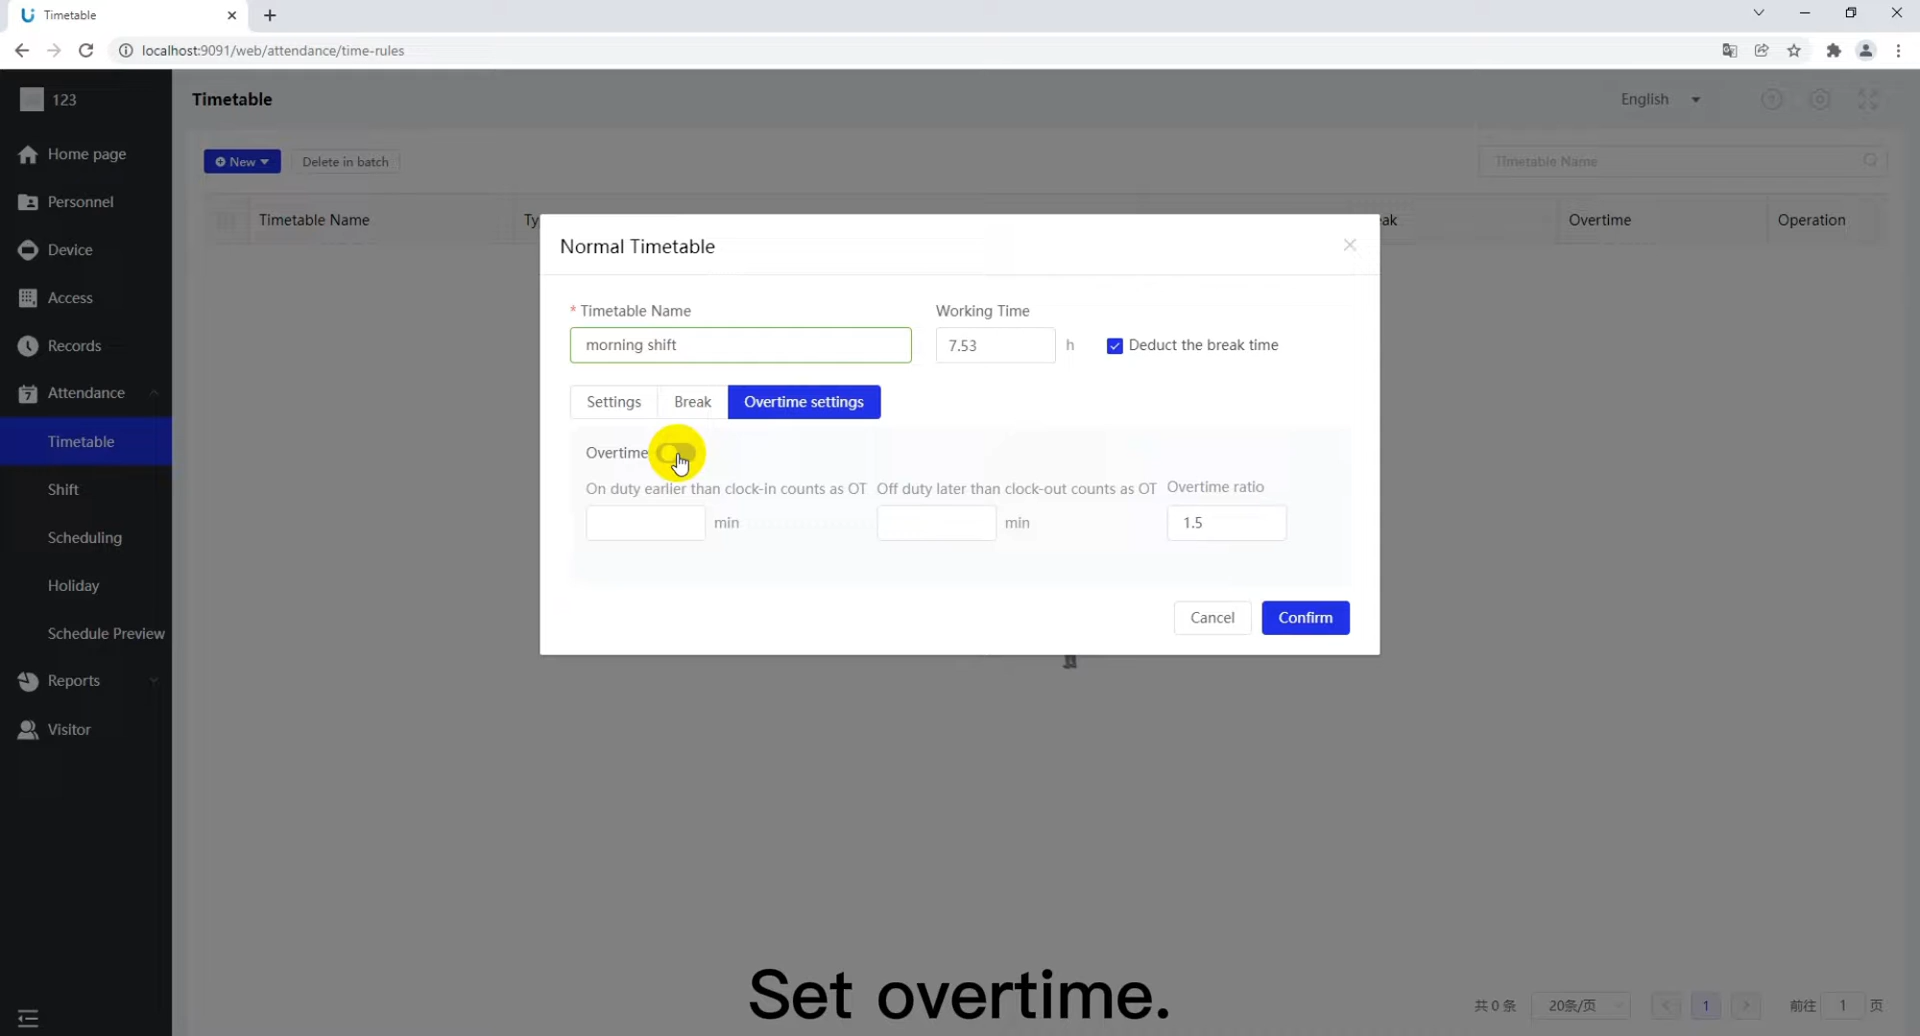 Timetable
localhost:9091/web/attendance/time-rules
123
Timetable
English
Home page
New
Delete in batch
Timetable Name
Personnel
Timetable Name
Ty
eak
Overtime
Operation
Device
Normal Timetable
Access
* Timetable Name
Working Time
Records
morning shift
7.53
h
Deduct the break time
Attendance
Settings
Break
Overtime settings
Timetable
Overtime
Shift
On duty earlier than clock-in counts as OT
Off duty later than clock-out counts as OT
Overtime ratio
min
min
1.5
Scheduling
Holiday
Cancel
Confirm
Schedule Preview
Reports
Visitor
Set overtime.
共 0 条
20条/页
1
前往
1
页